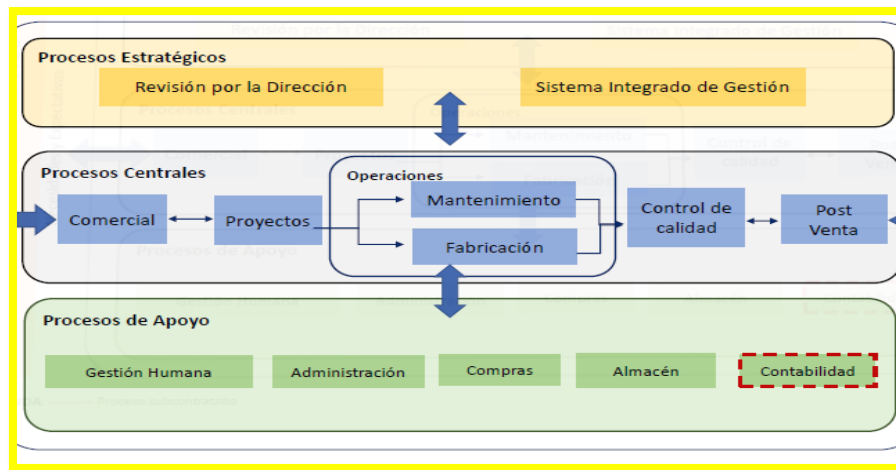 Procesos Estratégicos
Revisión por la Dirección
Sistema Integrado de Gestión
Procesos Centrales
Operaciones
Comercial
Proyectos
Mantenimiento
Fabricación
Control de
calidad
Post
Venta
Procesos de Apoyo
Gestión Humana
Administración
Compras
Almacén
Contabilidad